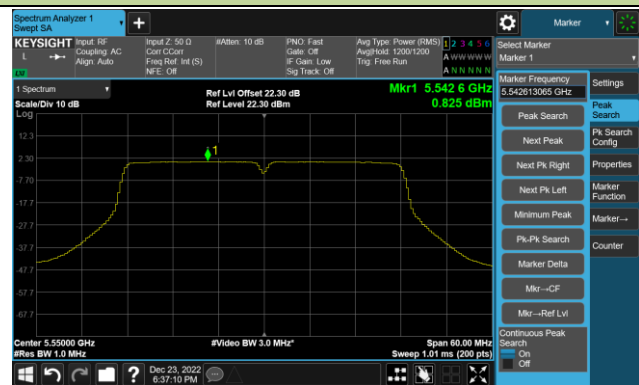 Spectrum Analyzer 1
Swept SA
Marker
KEYSIGHT
L
Input: RF
Coupling: AC
Align: Auto
Input Z: 50 Ω
Corr CCorr
Freq Ref: Int (S)
NFE: Off
#Atten: 10 dB
PNO: Fast
Gate: Off
IF Gain: Low
Sig Track: Off
Avg Type: Power (RMS)
Avg|Hold: 1200/1200
Trig: Free Run
1 2 3 4 5 6
A W W W W W
A N N N N N
Select Marker
Marker 1
1 Spectrum
Scale/Div 10 dB
Log
Ref Lvl Offset 22.30 dB
Ref Level 22.30 dBm
Mkr1 5.542 6 GHz
0.825 dBm
12.3
2.30
-7.70
-17.7
-27.7
-37.7
-47.7
-57.7
-67.7
1
Center 5.55000 GHz
#Res BW 1.0 MHz
#Video BW 3.0 MHz*
Span 60.00 MHz
Sweep 1.01 ms (200 pts)
Marker Frequency
5.542613065 GHz
Peak Search
Next Peak
Next Pk Right
Next Pk Left
Minimum Peak
Pk-Pk Search
Marker Delta
Mkr→CF
Mkr→Ref Lvl
Continuous Peak
Search
On
Off
Settings
Peak
Search
Pk Search
Config
Properties
Marker
Function
Marker→
Counter
?
Dec 23, 2022
6:37:10 PM